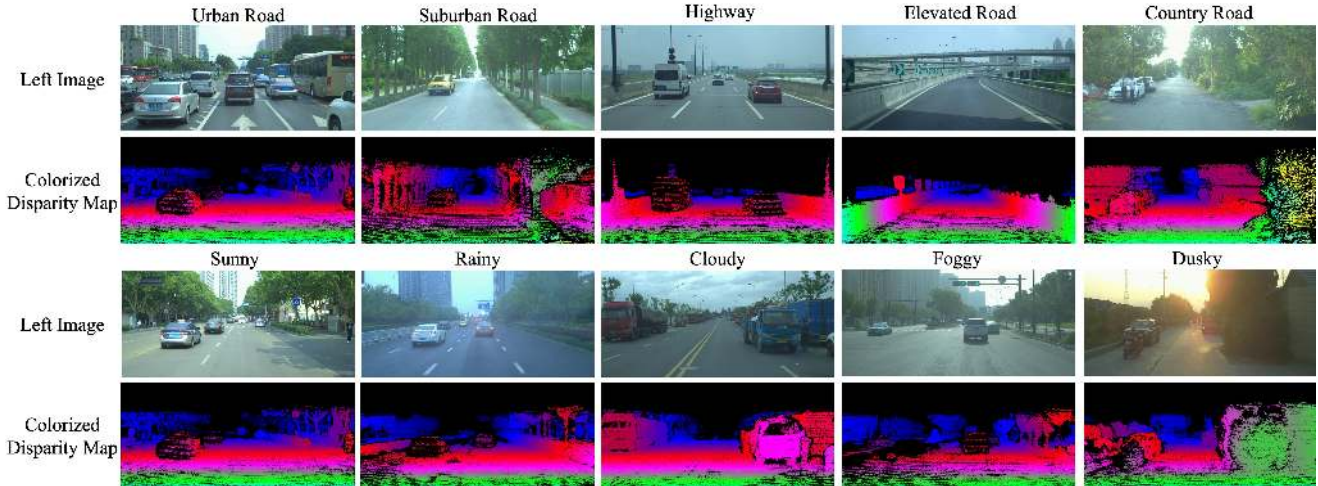 Urban Road Suburban Road Highway Elevated Road Country Road
Left Image
Colorized
Disparity Map
Sunny Rainy Cloudy Foggy Dusky
Left Image
Colorized
Disparity Map